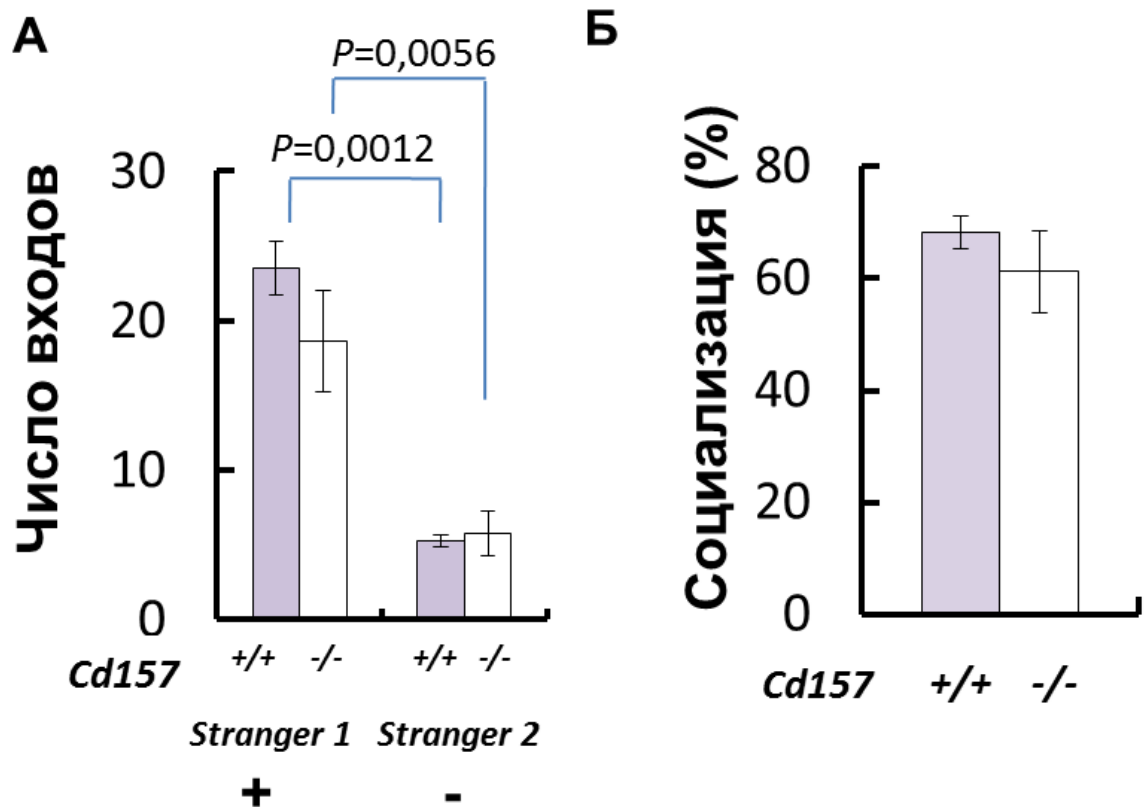 А
P=0,0056
P=0,0012
Число входов
30
20
10
0
Cd157 +/+ -/- +/+ -/-
Stranger 1 Stranger 2
+ -
Б
Социализация (%)
80
60
40
20
0
Cd157 +/+ -/-